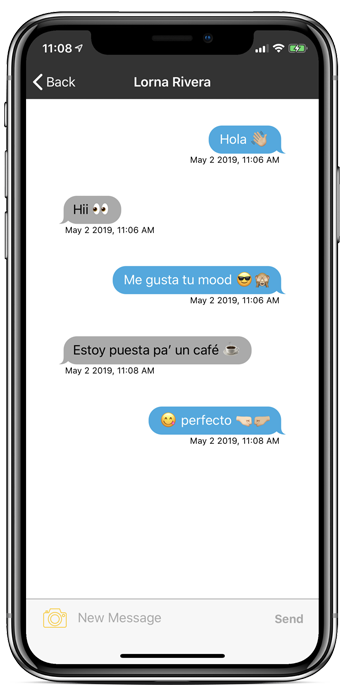 11:08
Back
Lorna Rivera
Hola 👋🏼
May 2 2019, 11:06 AM
Hii 👀
May 2 2019, 11:06 AM
Me gusta tu mood 😎🙈
May 2 2019, 11:06 AM
Estoy puesta pa’ un café ☕
May 2 2019, 11:08 AM
😋 perfecto 🤜🏼🤛🏼
May 2 2019, 11:08 AM
New Message
Send